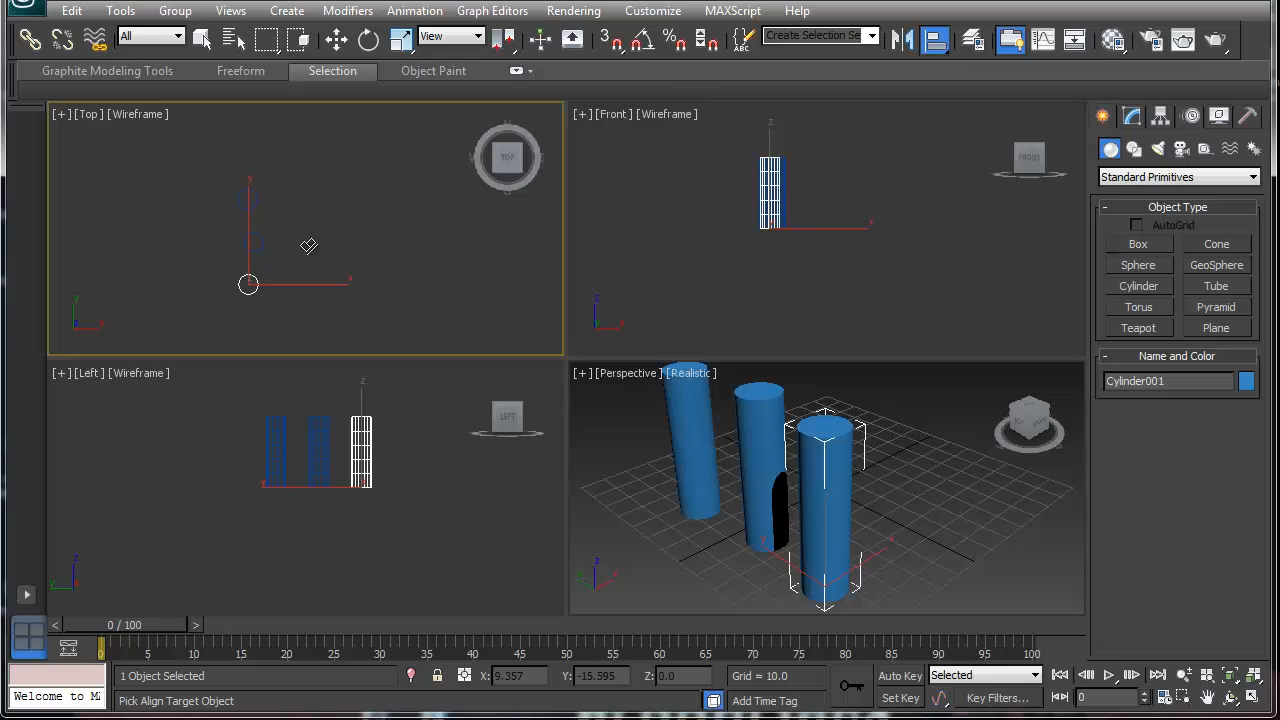 Edit Tools Group Views Create Modifiers Animation Graph Editors Rendering Customize MAXScript Help
All View 3 Create Selection Se
Graphite Modeling Tools Freeform Selection Object Paint
[+] [Top] [Wireframe]
TOP
y
x
y
z x
[+] [Front] [Wireframe]
z
FRONT
x
z
y x
Standard Primitives
- Object Type
AutoGrid
Box Cone
Sphere GeoSphere
Cylinder Tube
Torus Pyramid
Teapot Plane
- Name and Color
Cylinder001
[+] [Left] [Wireframe]
z
LEFT
y
z
y x
[+] [Perspective] [Realistic]
y
z
< 0 / 100 >
0 5 10 15 20 25 30 35 40 45 50 55 60 65 70 75 80 85 90 95 100
1 Object Selected X: 9.357 Y: -15.595 Z: 0.0 Grid = 10.0 Auto Key Selected
Welcome to M
Pick Align Target Object Add Time Tag Set Key Key Filters... 0